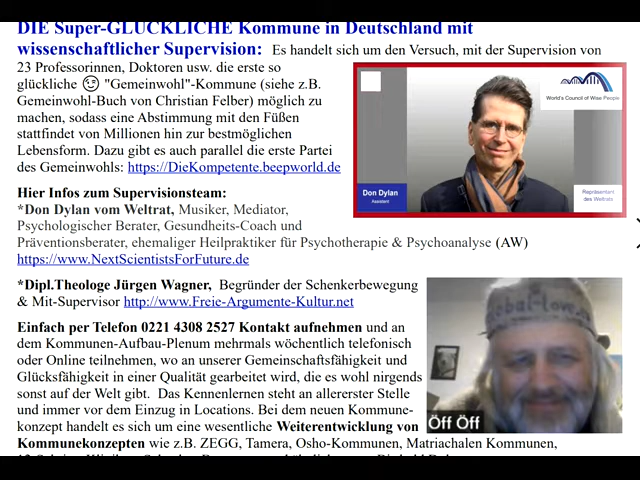 DIE Super-GLÜCKLICHE Kommune in Deutschland mit
wissenschaftlicher Supervision: Es handelt sich um den Versuch, mit der Supervision von
23 Professorinnen, Doktoren usw. die erste so
glückliche 😉 "Gemeinwohl"-Kommune (siehe z.B.
Gemeinwohl-Buch von Christian Felber) möglich zu
machen, sodass eine Abstimmung mit den Füßen
stattfindet von Millionen hin zur bestmöglichen
Lebensform. Dazu gibt es auch parallel die erste Partei
des Gemeinwohls: https://DieKompetente.beepworld.de
World's Council of Wise People
Don Dylan
Assistent
Repräsentant
des Weltrats
Hier Infos zum Supervisionsteam:
*Don Dylan vom Weltrat, Musiker, Mediator,
Psychologischer Berater, Gesundheits-Coach und
Präventionsberater, ehemaliger Heilpraktiker für Psychotherapie & Psychoanalyse (AW)
https://www.NextScientistsForFuture.de
*Dipl.Theologe Jürgen Wagner, Begründer der Schenkerbewegung
& Mit-Supervisor http://www.Freie-Argumente-Kultur.net
Einfach per Telefon 0221 4308 2527 Kontakt aufnehmen und an
dem Kommunen-Aufbau-Plenum mehrmals wöchentlich telefonisch
oder Online teilnehmen, wo an unserer Gemeinschaftsfähigkeit und
Glücksfähigkeit in einer Qualität gearbeitet wird, die es wohl nirgends
sonst auf der Welt gibt. Das Kennenlernen steht an allererster Stelle
und immer vor dem Einzug in Locations. Bei dem neuen Kommune-
konzept handelt es sich um eine wesentliche Weiterentwicklung von
Kommunekonzepten wie z.B. ZEGG, Tamera, Osho-Kommunen, Matriachalen Kommunen,
Öff Öff